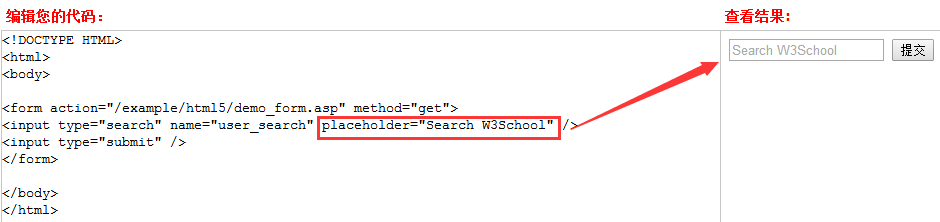 编辑您的代码：
查看结果：
<!DOCTYPE HTML>
<html>
<body>
<form action="/example/html5/demo_form.asp" method="get">
<input type="search" name="user_search" placeholder="Search W3School" />
<input type="submit" />
</form>
</body>
</html>
Search W3School 提交